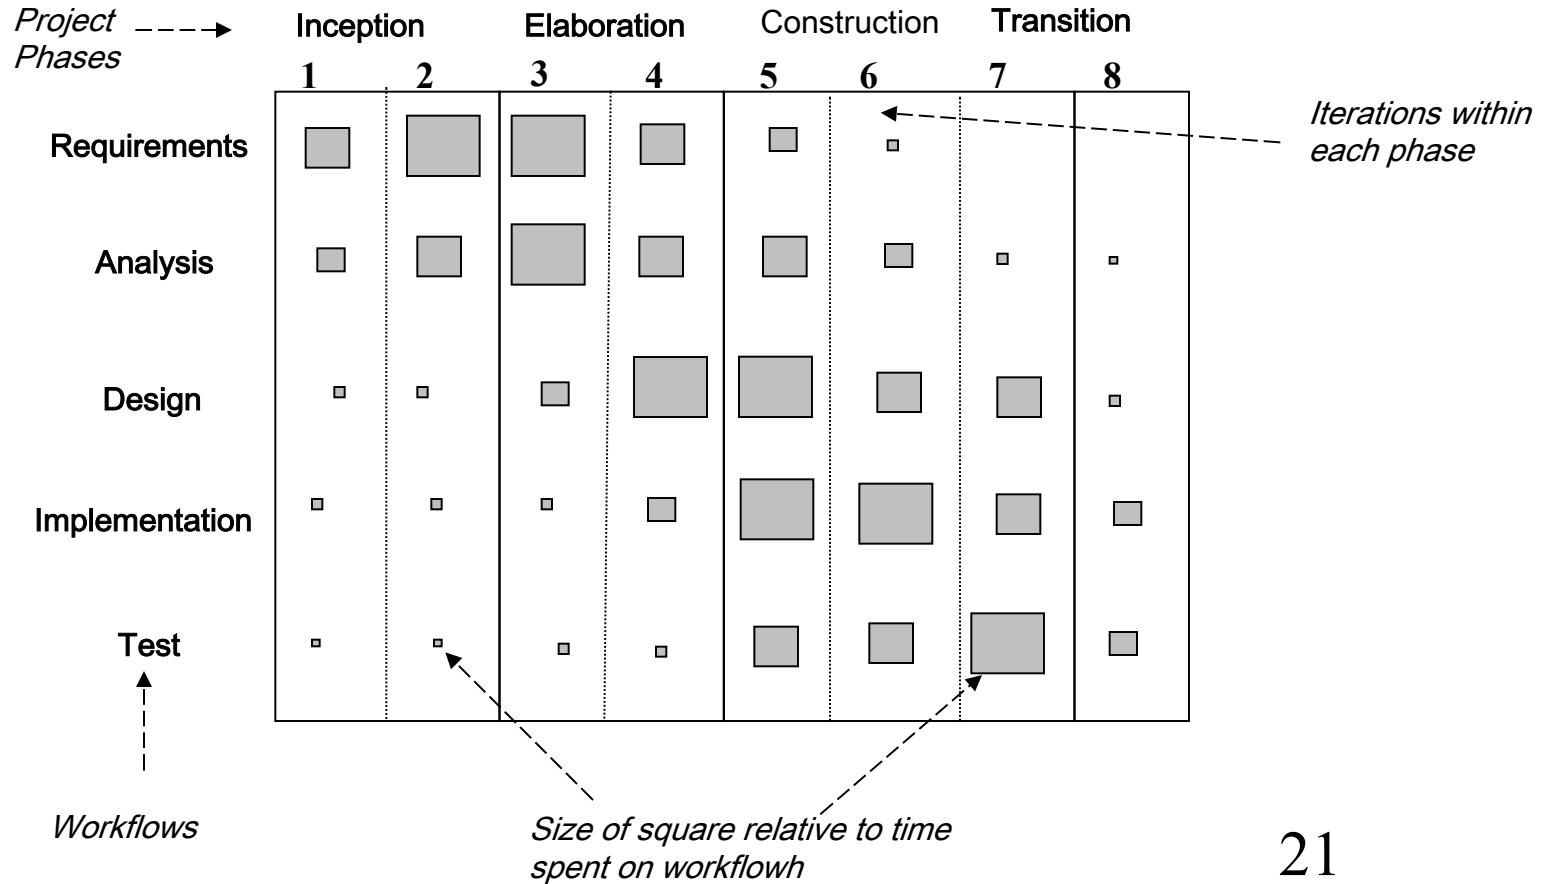 Project
Phases
Inception
Elaboration
Construction
Transition
1 2 3 4 5 6 7 8
Iterations within
each phase
Requirements
Analysis
Design
Implementation
Test
Workflows
Size of square relative to time
spent on workflowh
21